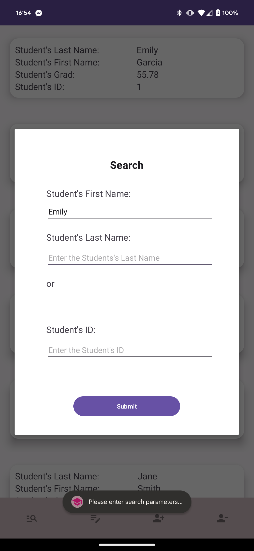 16:54
100%
Student's Last Name: Emily
Student's First Name: Garcia
Student's Grad: 55.78
Student's ID: 1
Search
Student's First Name:
Emily
Student's Last Name:
Enter the Students's Last Name
or
Student's ID:
Enter the Student's ID
Submit
Student's Last Name: Jane
Student's First Name: Smith
Please enter search parameters...